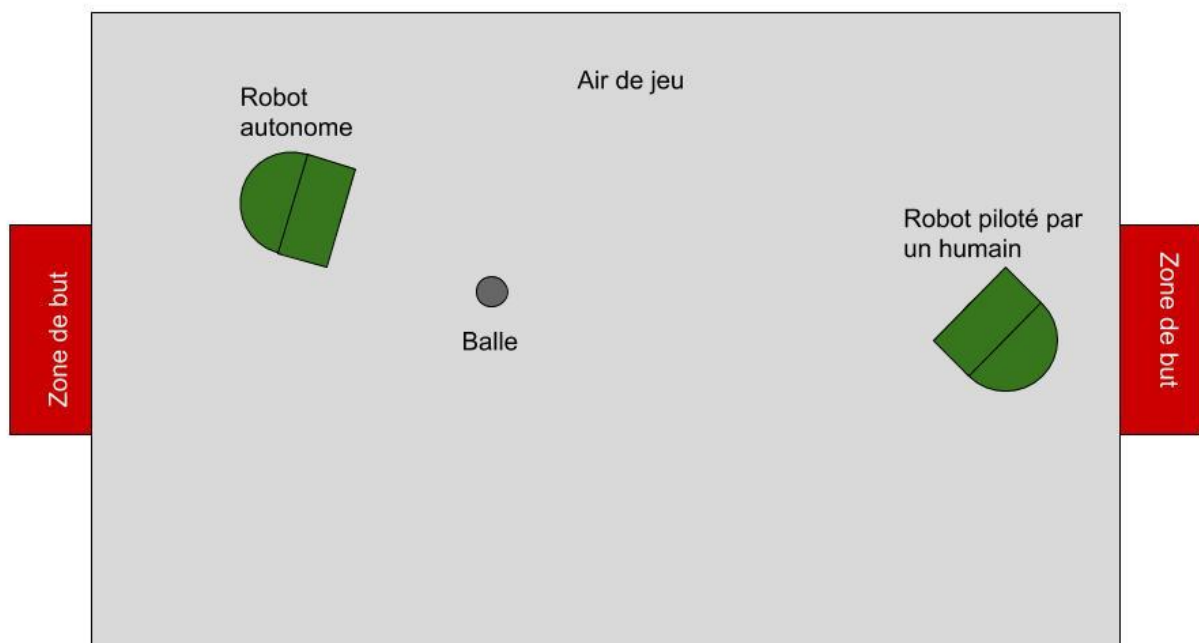 Air de jeu
Robot
autonome
Robot piloté par
un humain
Zone de but
Balle
Zone de but